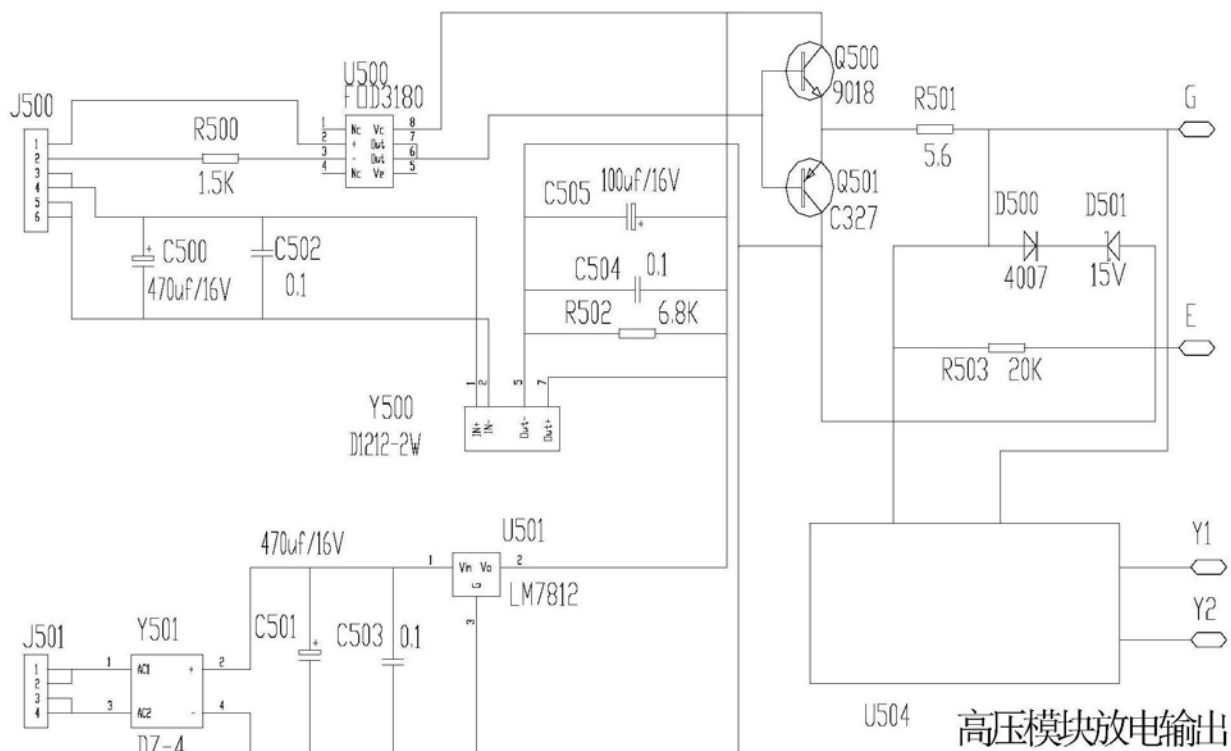 J500
1
2
3
4
5
6
R500
1.5K
U500
FOD3180
1
2
3
4
Nc
+
-
Nc
Vc
Out
Out
Ve
8
7
6
5
C500
470uf/16V
+
C502
0.1
C505
100uf/16V
+
C504
0.1
R502
6.8K
Y500
D1212-2W
1
2
5
7
IN+
IN-
Out-
Out+
Q500
9018
Q501
C327
R501
5.6
D500
4007
D501
15V
R503
20K
G
E
J501
1
2
3
4
Y501
1
3
AC1
AC2
+
-
2
4
DZ-4
470uf/16V
C501
+
C503
0.1
U501
1
Vin
Vo
2
3
LM7812
Y1
Y2
U504
高压模块放电输出